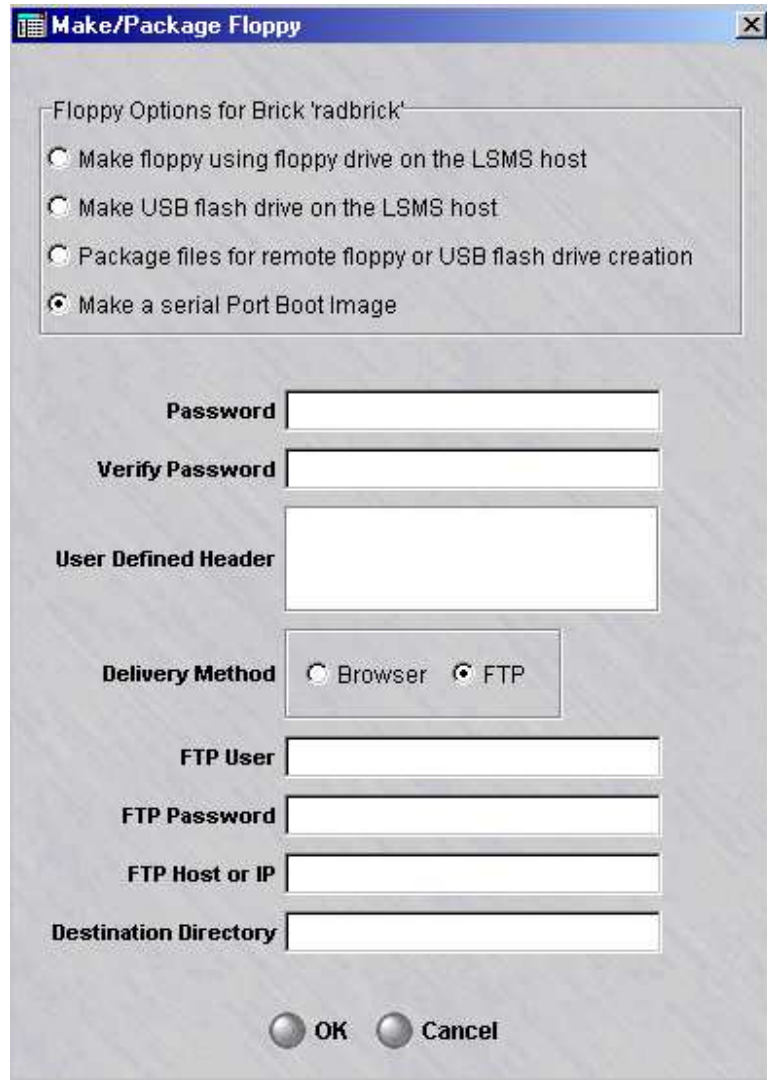 Make/Package Floppy
Floppy Options for Brick 'radbrick'
Make floppy using floppy drive on the LSMS host
Make USB flash drive on the LSMS host
Package files for remote floppy or USB flash drive creation
Make a serial Port Boot Image
Password
Verify Password
User Defined Header
Delivery Method Browser FTP
FTP User
FTP Password
FTP Host or IP
Destination Directory
OK Cancel